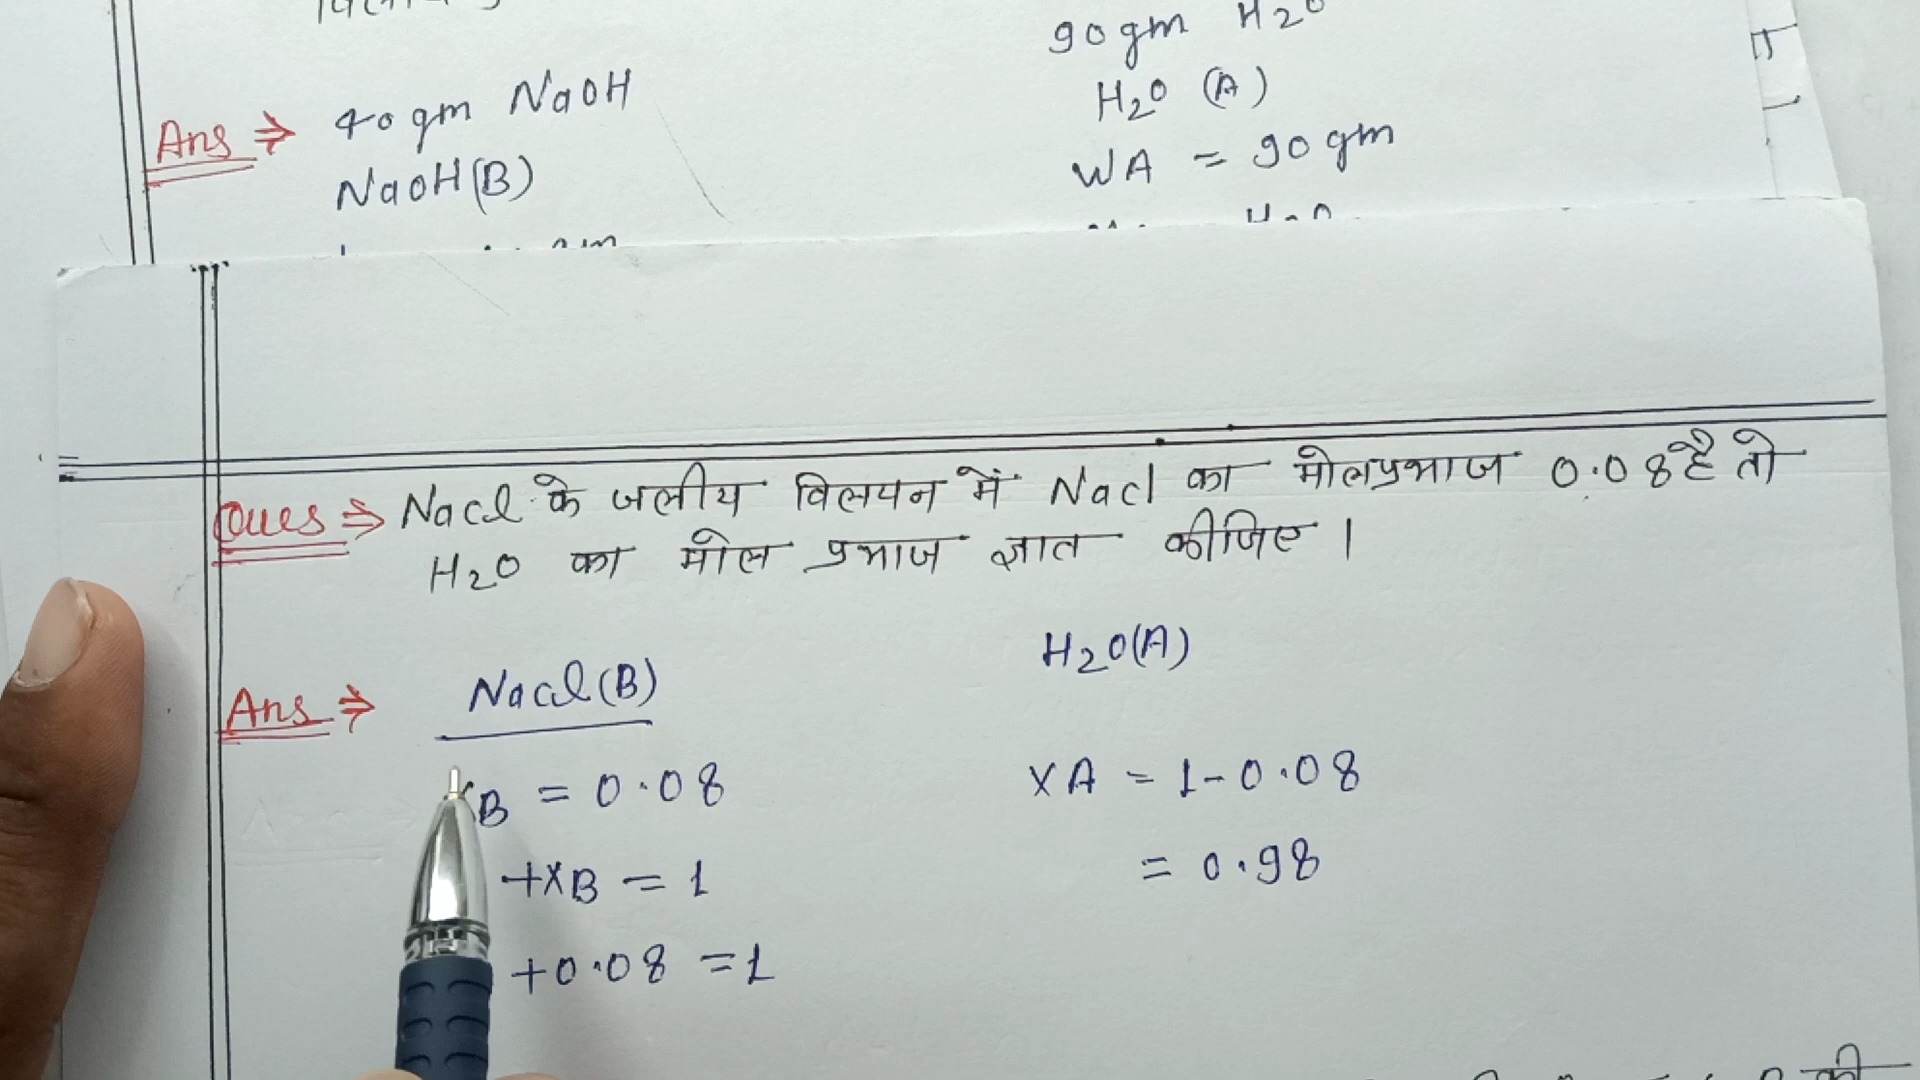 90 gm H2O
Ans ⇒ 40 gm NaOH
H2O (A)
NaOH(B)
WA = 90 gm
Ques ⇒ Nacl के जलीय विलयन में Nacl का मोलप्रभाज 0.08 है तो
H2O का मोल प्रभाज ज्ञात कीजिए ।
Ans ⇒ Nacl(B)
H2O(A)
B = 0.08
XA = 1-0.08
+XB = 1
= 0.98
+0.08 = 1